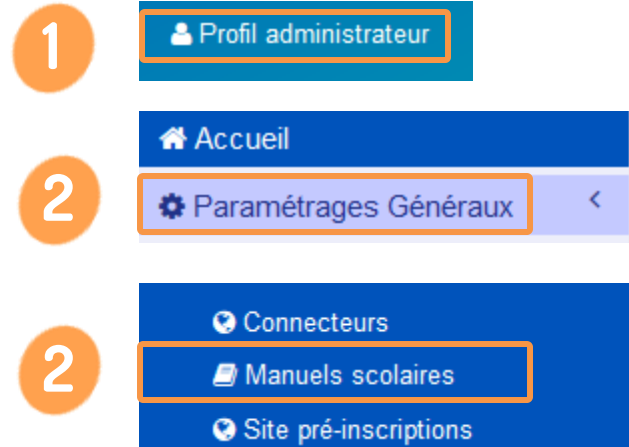 1
Profil administrateur
Accueil
2
Paramétrages Généraux
Connecteurs
2
Manuels scolaires
Site pré-inscriptions